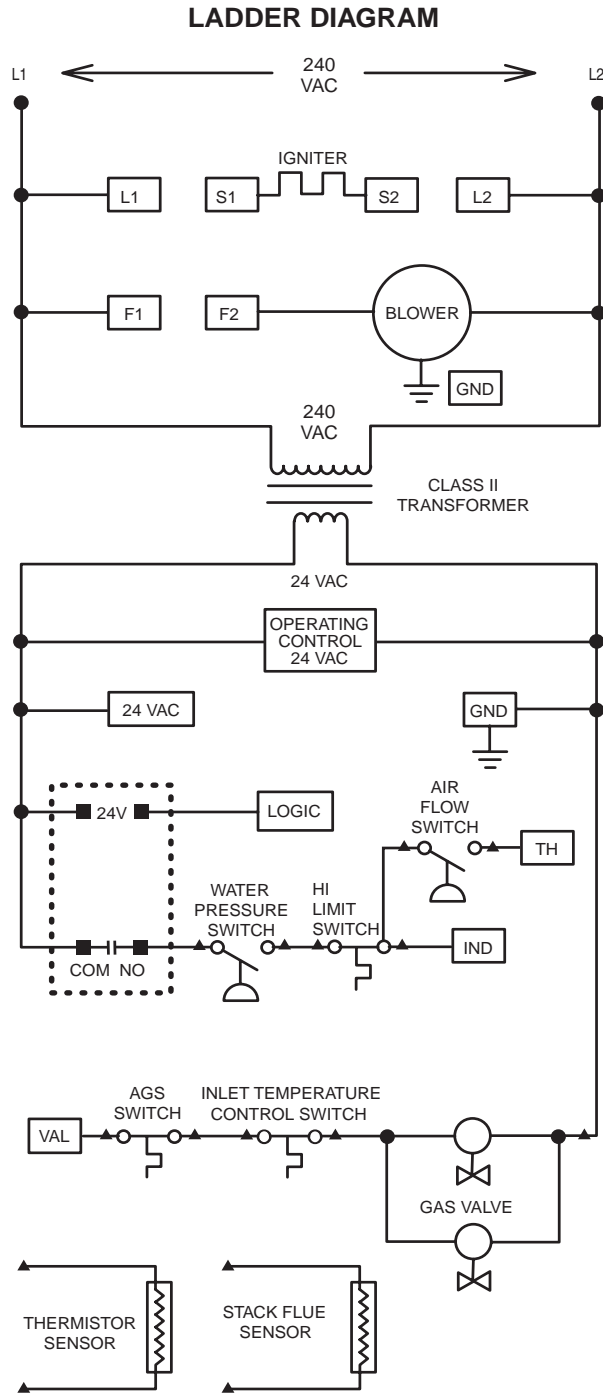 LADDER DIAGRAM
L1
240
VAC
L2
IGNITER
L1
S1
S2
L2
F1
F2
BLOWER
GND
240
VAC
CLASS II
TRANSFORMER
24 VAC
OPERATING
CONTROL
24 VAC
24 VAC
GND
24V
LOGIC
AIR
FLOW
SWITCH
TH
WATER
PRESSURE
SWITCH
HI
LIMIT
SWITCH
COM NO
IND
AGS
SWITCH
INLET TEMPERATURE
CONTROL SWITCH
VAL
GAS VALVE
THERMISTOR
SENSOR
STACK FLUE
SENSOR